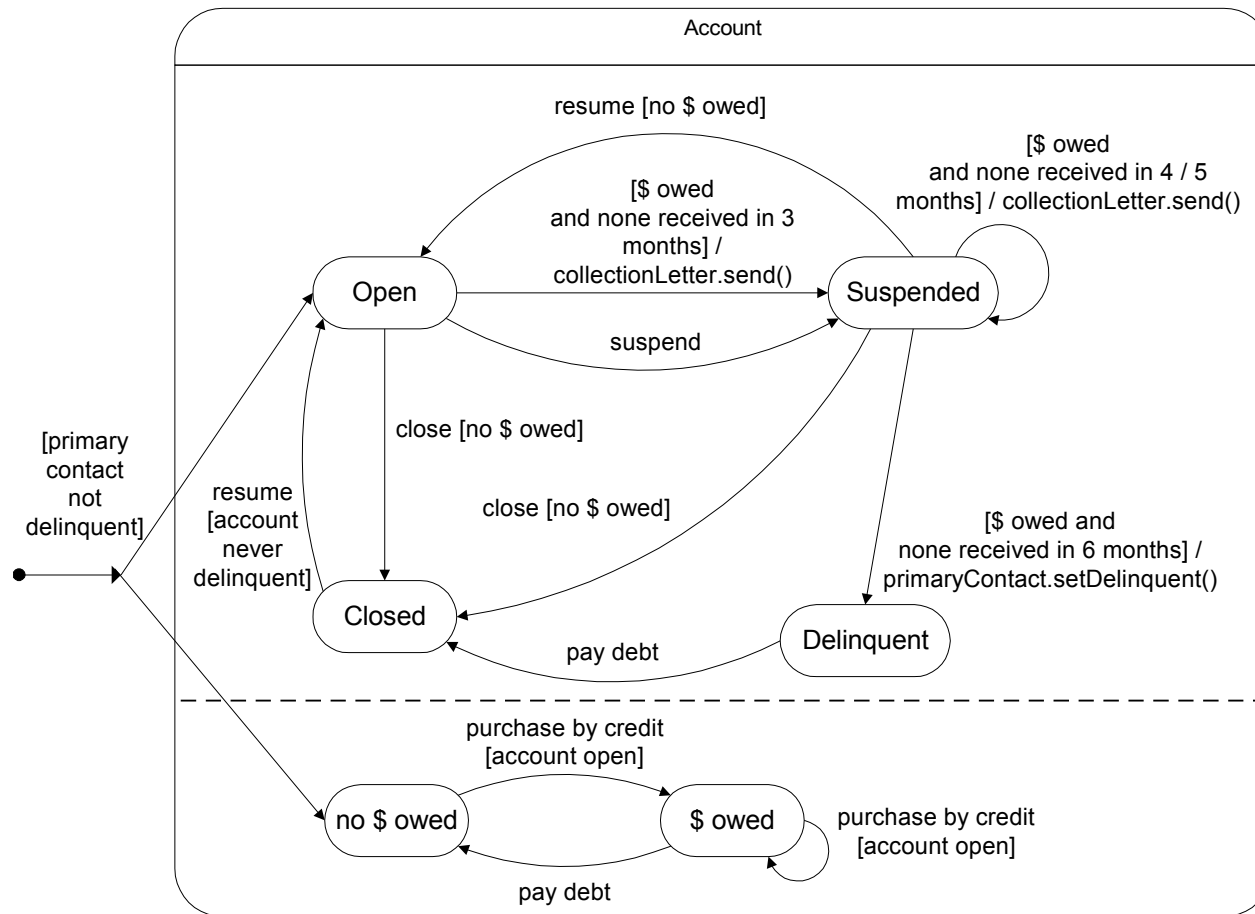 Account
resume [no $ owed]
[$ owed
and none received in 4 / 5
months] / collectionLetter.send()
[$ owed
and none received in 3
months] /
collectionLetter.send()
Open
Suspended
suspend
close [no $ owed]
[primary
contact
not
delinquent]
resume
[account
never
delinquent]
close [no $ owed]
[$ owed and
none received in 6 months] /
primaryContact.setDelinquent()
Closed
Delinquent
pay debt
purchase by credit
[account open]
no $ owed
$ owed
purchase by credit
[account open]
pay debt